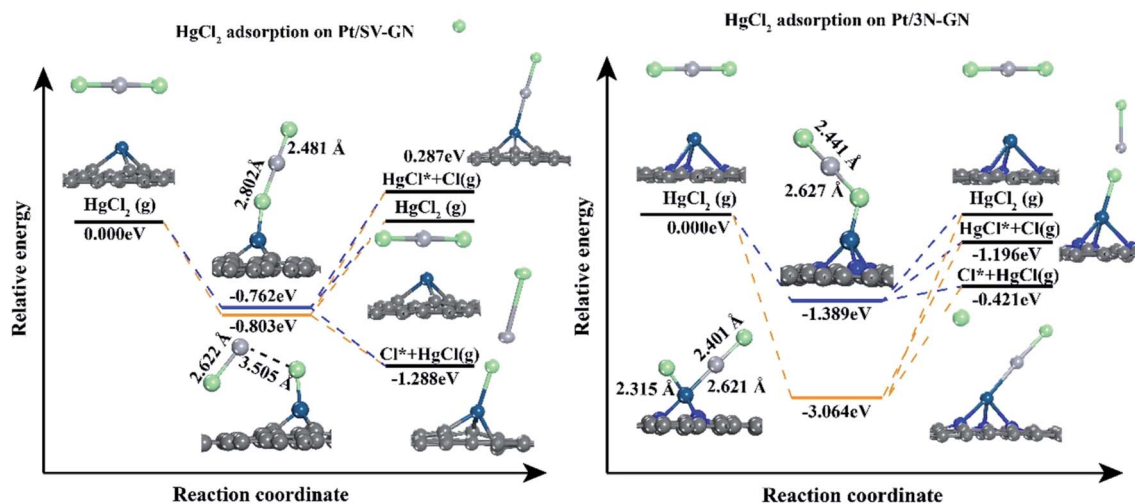 HgCl2 adsorption on Pt/SV-GN
Relative energy
HgCl2 (g)
0.000eV
2.481 Å
2.802Å
-0.762eV
-0.803eV
2.622 Å
3.505 Å
0.287eV
HgCl*+Cl(g)
HgCl2 (g)
Cl*+HgCl(g)
-1.288eV
Reaction coordinate
HgCl2 adsorption on Pt/3N-GN
Relative energy
HgCl2 (g)
0.000eV
2.441 Å
2.627 Å
-1.389eV
2.401 Å
2.315 Å
2.621 Å
-3.064eV
HgCl2 (g)
HgCl*+Cl(g)
-1.196eV
Cl*+HgCl(g)
-0.421eV
Reaction coordinate